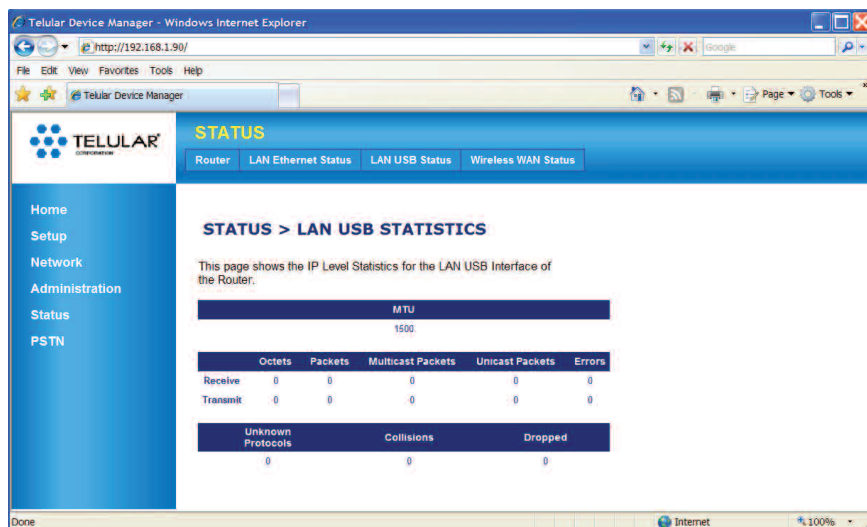 Telular Device Manager - Windows Internet Explorer
http://192.168.1.90/
Google
File Edit View Favorites Tools Help
Telular Device Manager
Page
Tools
TELULAR
CORPORATION
STATUS
Router LAN Ethernet Status LAN USB Status Wireless WAN Status
Home
Setup
Network
Administration
Status
PSTN
STATUS > LAN USB STATISTICS
This page shows the IP Level Statistics for the LAN USB Interface of
the Router.
MTU
1500
Octets Packets Multicast Packets Unicast Packets Errors
Receive 0 0 0 0 0
Transmit 0 0 0 0 0
Unknown
Protocols Collisions Dropped
0 0 0
Done
Internet
100%